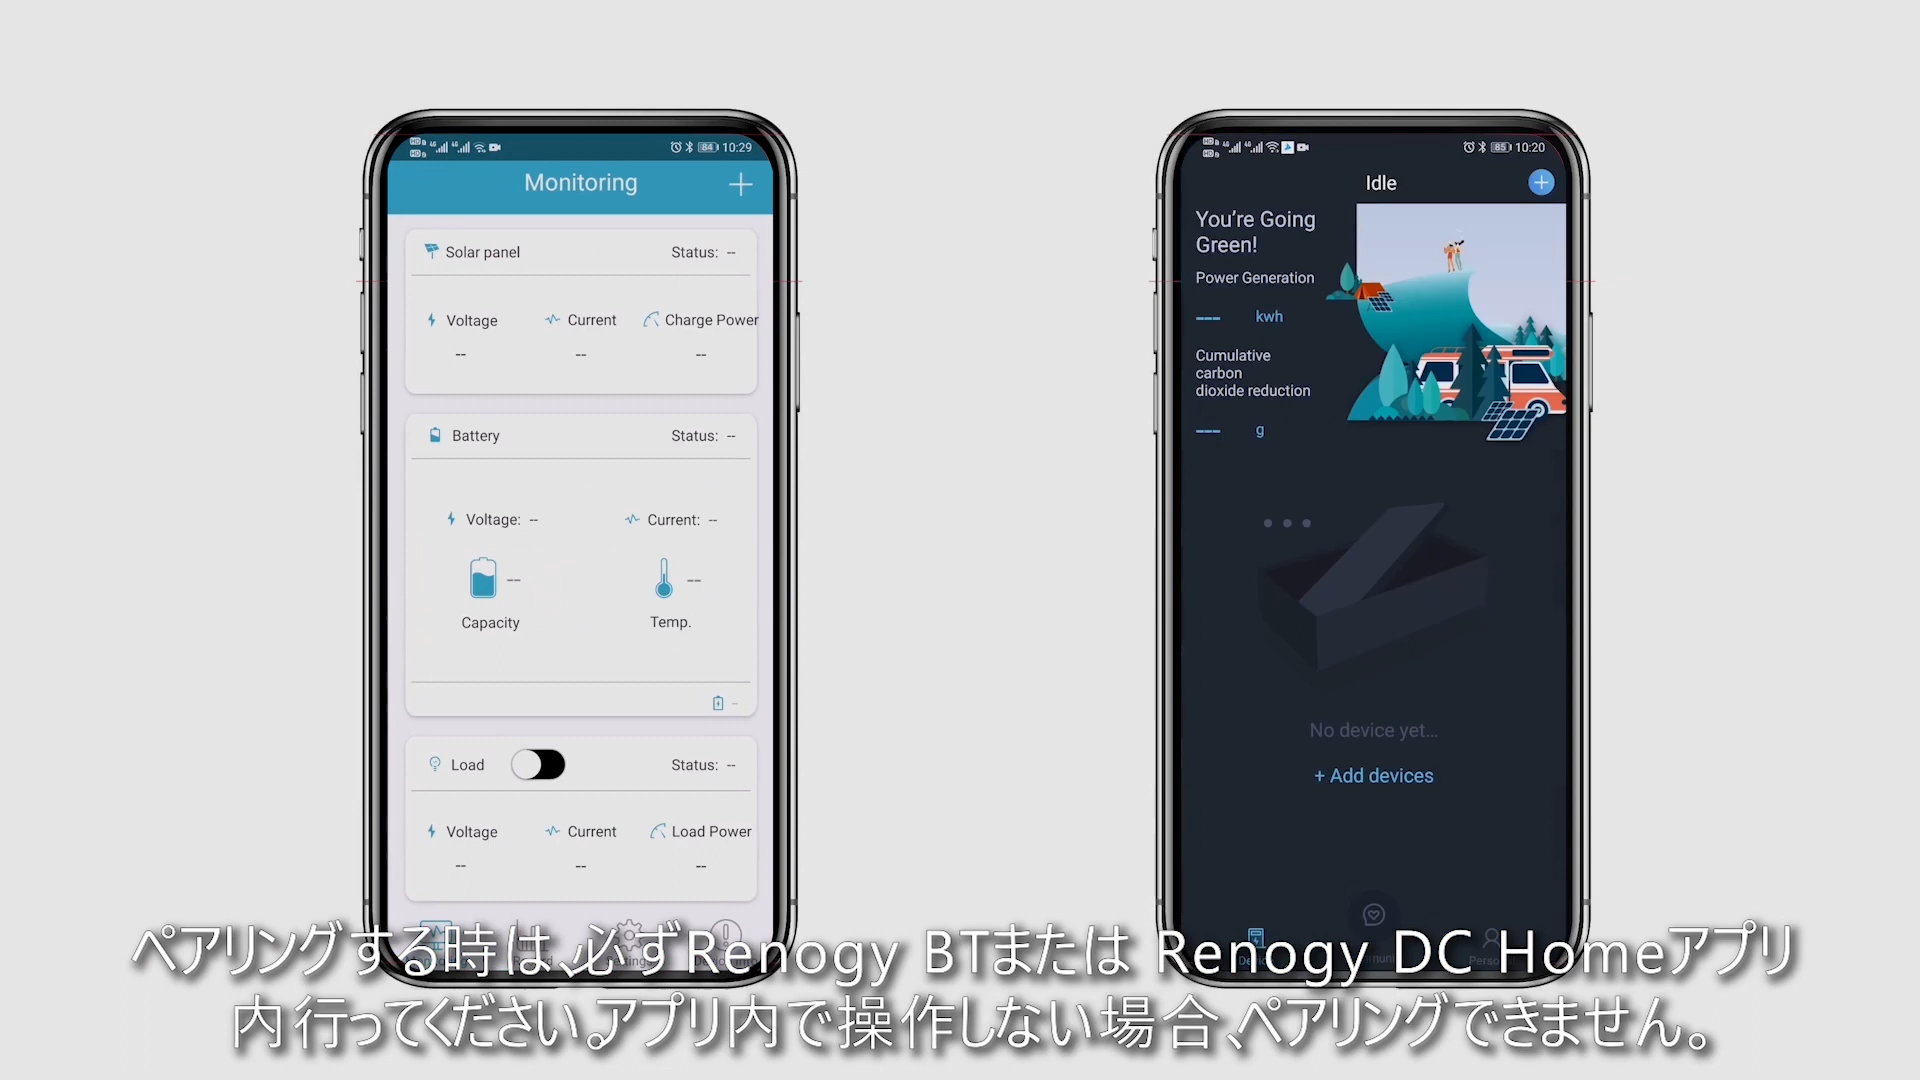 10:29
84
Monitoring
Solar panel
Status: --
Voltage
Current
Charge Power
--
--
--
Battery
Status: --
Voltage: --
Current: --
--
--
Capacity
Temp.
--
Load
Status: --
Voltage
Current
Load Power
--
--
--
85
10:20
Idle
You're Going
Green!
Power Generation
--- kwh
Cumulative
carbon
dioxide reduction
--- g
No device yet...
+ Add devices
ペアリングする時は、必ずRenogy BTまたは Renogy DC Homeアプリ
内行ってください。アプリ内で操作しない場合、ペアリングできません。